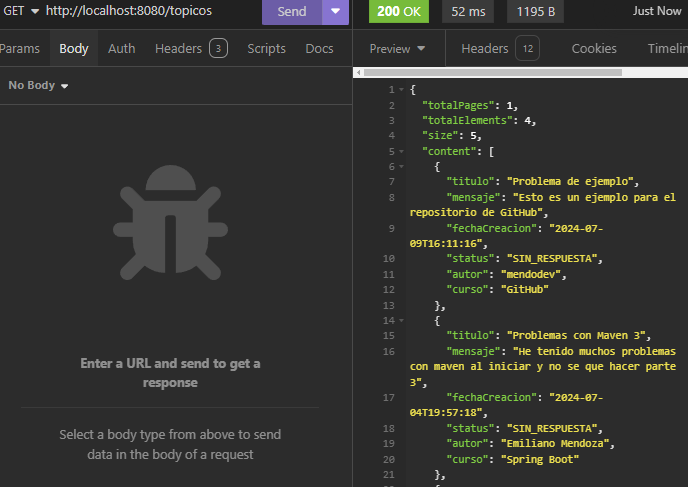 GET http://localhost:8080/topicos Send
200 OK 52 ms 1195 B Just Now
Params Body Auth Headers 3 Scripts Docs
Preview Headers 12 Cookies Timelin
No Body
Enter a URL and send to get a
response
Select a body type from above to send
data in the body of a request
1 {
2 "totalPages": 1,
3 "totalElements": 4,
4 "size": 5,
5 "content": [
6 {
7 "titulo": "Problema de ejemplo",
8 "mensaje": "Esto es un ejemplo para el
repositorio de GitHub",
9 "fechaCreacion": "2024-07-
09T16:11:16",
10 "status": "SIN_RESPUESTA",
11 "autor": "mendodev",
12 "curso": "GitHub"
13 },
14 {
15 "titulo": "Problemas con Maven 3",
16 "mensaje": "He tenido muchos problemas
con maven al iniciar y no se que hacer parte
3",
17 "fechaCreacion": "2024-07-
04T19:57:18",
18 "status": "SIN_RESPUESTA",
19 "autor": "Emiliano Mendoza",
20 "curso": "Spring Boot"
21 },